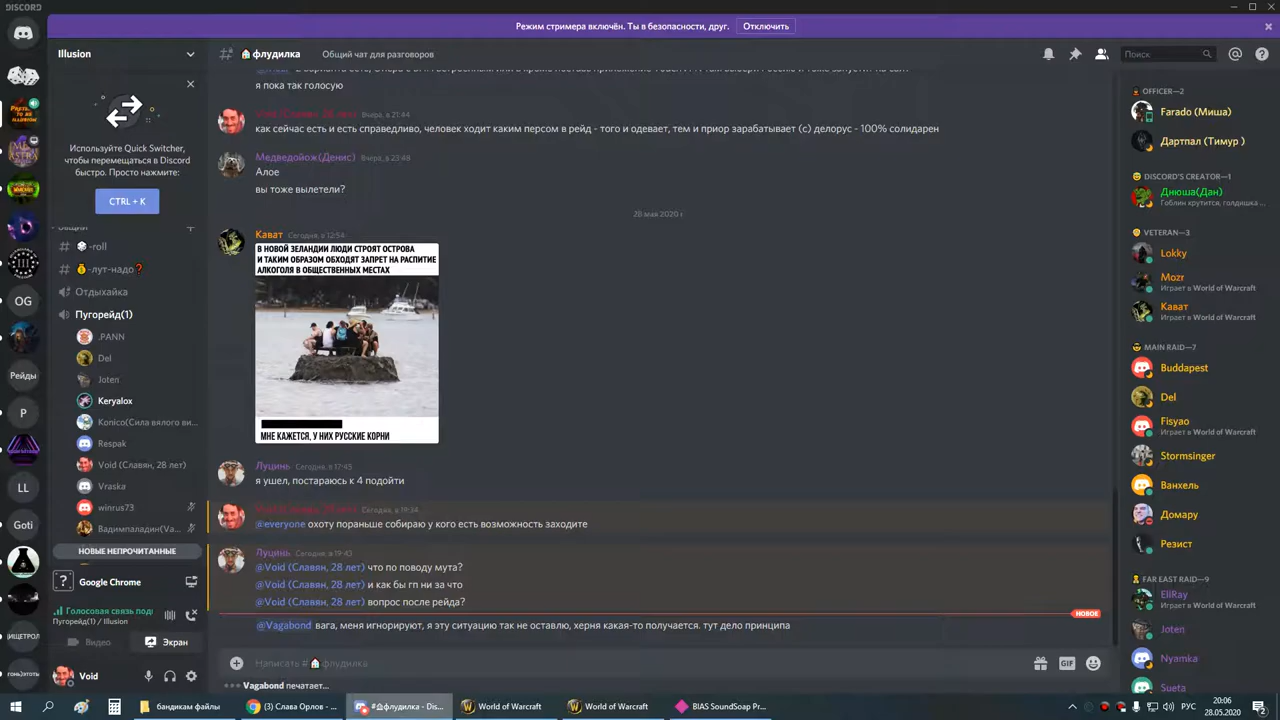 DISCORD
Режим стримера включён. Ты в безопасности, друг.
Отключить
Illusion
Используйте Quick Switcher,
чтобы перемещаться в Discord
быстро. Просто нажмите:
CTRL + K
-roll
-лут-надо
Отдыхайка
Пугорейд(1)
.PANN
Del
Joten
Keryalox
Konico(Сила вялого ви...
Respak
Void (Славян, 28 лет)
Vraska
winrus73
Вадимпаладин(Va...
НОВЫЕ НЕПРОЧИТАННЫЕ
Google Chrome
Голосовая связь под
Пугорейд(1) / Illusion
Видео
Экран
Void
OG
Рейды
P
LL
Goti
флудилка
Общий чат для разговоров
Поиск
я пока так голосую
Вчера, в 21:44
как сейчас есть и есть справедливо, человек ходит каким персом в рейд - того и одевает, тем и приор зарабатывает (с) делорус - 100% солидарен
Медведойож(Денис) Вчера, в 23:48
Алое
вы тоже вылетели?
28 мая 2020 г.
Кават Сегодня, в 12:54
В НОВОЙ ЗЕЛАНДИИ ЛЮДИ СТРОЯТ ОСТРОВА
И ТАКИМ ОБРАЗОМ ОБХОДЯТ ЗАПРЕТ НА РАСПИТИЕ
АЛКОГОЛЯ В ОБЩЕСТВЕННЫХ МЕСТАХ
МНЕ КАЖЕТСЯ, У НИХ РУССКИЕ КОРНИ
Луцинь Сегодня, в 17:45
я ушел, постараюсь к 4 подойти
Сегодня, в 19:34
@everyone охоту пораньше собираю у кого есть возможность заходите
Луцинь Сегодня, в 19:43
@Void (Славян, 28 лет) что по поводу мута?
@Void (Славян, 28 лет) и как бы гп ни за что
@Void (Славян, 28 лет) вопрос после рейда?
НОВОЕ
@Vagabond вага, меня игнорируют, я эту ситуацию так не оставлю, херня какая-то получается. тут дело принципа
Написать #флудилка
GIF
Vagabond печатает...
OFFICER—2
Farado (Миша)
Дартпал (Тимур )
DISCORD'S CREATOR—1
Днюша(Дан)
Гоблин крутится, голдишка ...
VETERAN—3
Lokky
Mozr
Играет в World of Warcraft
Кават
Играет в World of Warcraft
MAIN RAID—7
Buddapest
Del
Fisyao
Играет в World of Warcraft
Stormsinger
Ванхель
Домару
Резист
FAR EAST RAID—9
EliRay
Играет в World of Warcraft
Joten
Nyamka
Sueta
бандикам файлы
(3) Слава Орлов - ...
World of Warcraft
World of Warcraft
BIAS SoundSoap Pr...
РУС
20:06
28.05.2020